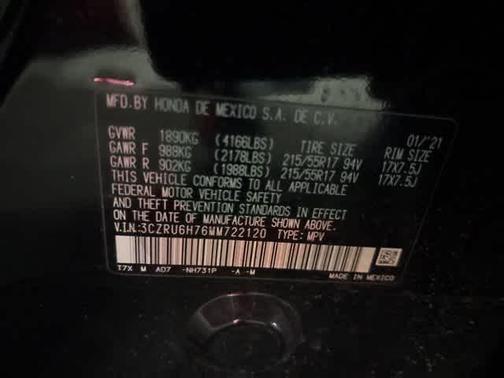 MFD.BY HONDA DE MEXICO S.A. DE C.V.
01/'21
GVWR 1890KG (4166LBS) TIRE SIZE RIM SIZE
GAWR F 988KG (2178LBS) 215/55R17 94V 17X7.5J
GAWR R 902KG (1988LBS) 215/55R17 94V 17X7.5J
THIS VEHICLE CONFORMS TO ALL APPLICABLE
FEDERAL MOTOR VEHICLE SAFETY
AND THEFT PREVENTION STANDARDS IN EFFECT
ON THE DATE OF MANUFACTURE SHOWN ABOVE.
V.I.N:3CZRU6H76MM722120 TYPE: MPV
T7X M AD7 -NH731P -A -M
MADE IN MEXICO